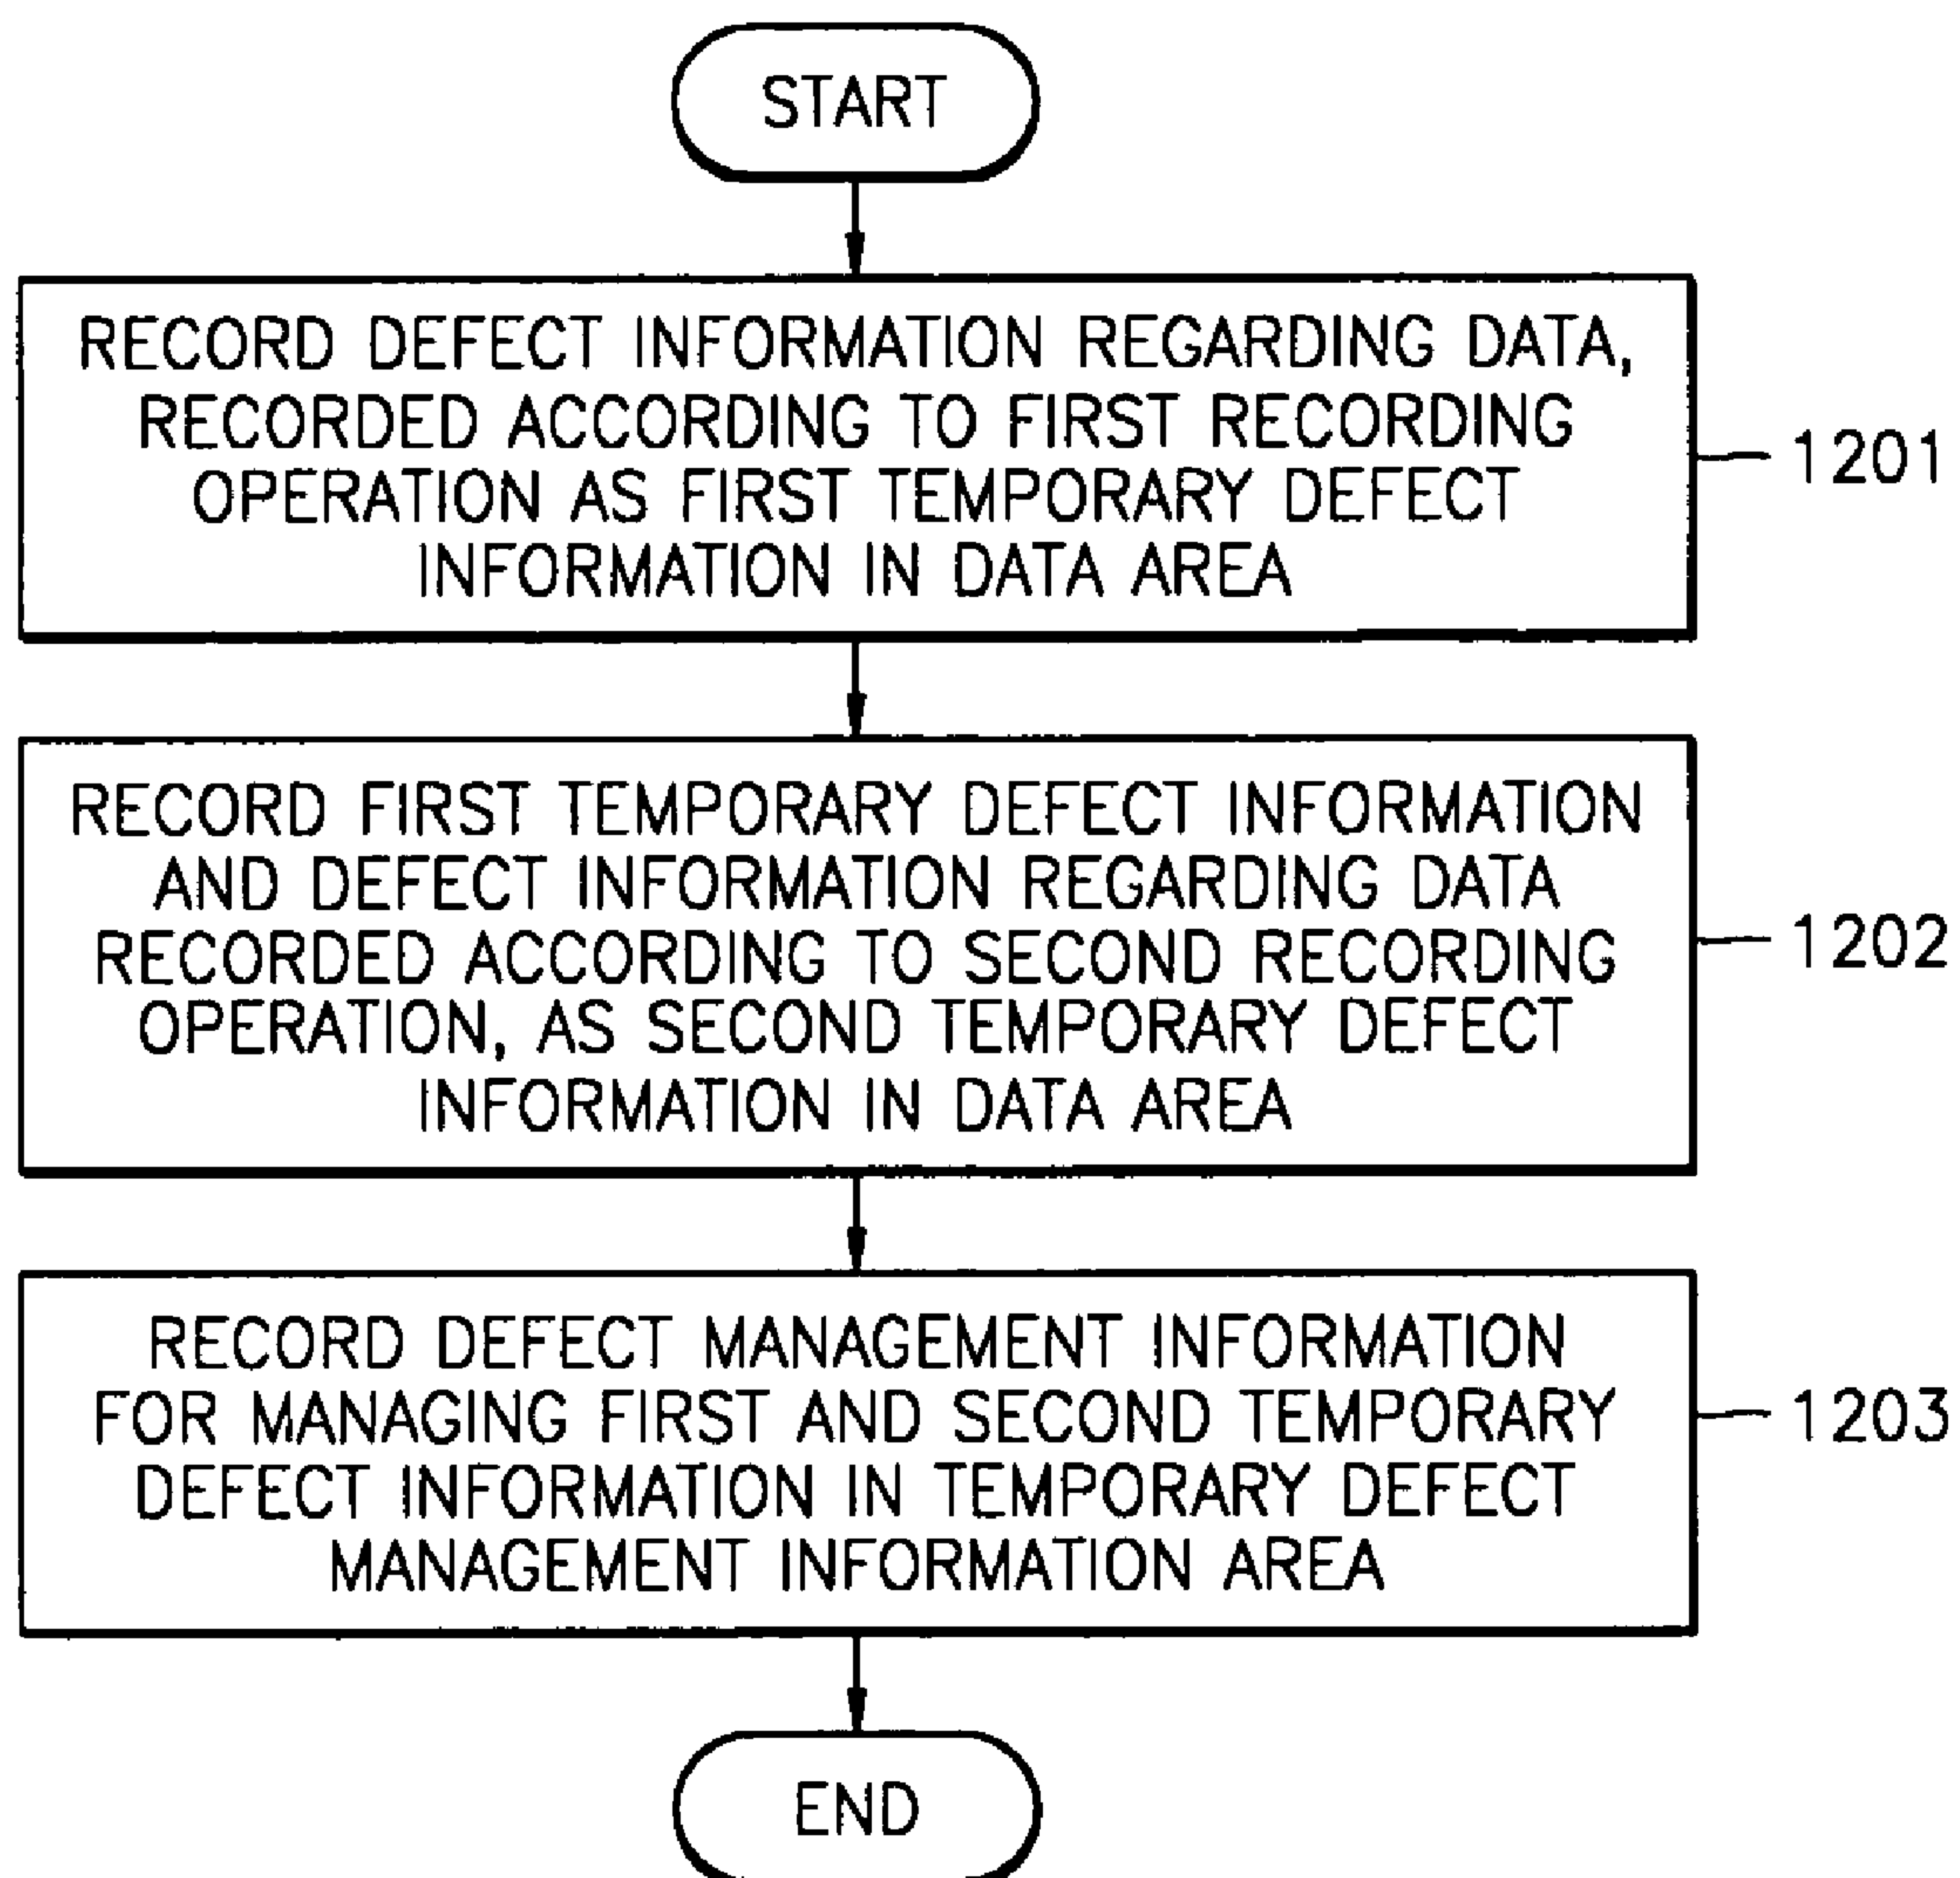 START
RECORD DEFECT INFORMATION REGARDING DATA,
RECORDED ACCORDING TO FIRST RECORDING
OPERATION AS FIRST TEMPORARY DEFECT
INFORMATION IN DATA AREA
1201
RECORD FIRST TEMPORARY DEFECT INFORMATION
AND DEFECT INFORMATION REGARDING DATA
RECORDED ACCORDING TO SECOND RECORDING
OPERATION, AS SECOND TEMPORARY DEFECT
INFORMATION IN DATA AREA
1202
RECORD DEFECT MANAGEMENT INFORMATION
FOR MANAGING FIRST AND SECOND TEMPORARY
DEFECT INFORMATION IN TEMPORARY DEFECT
MANAGEMENT INFORMATION AREA
1203
END